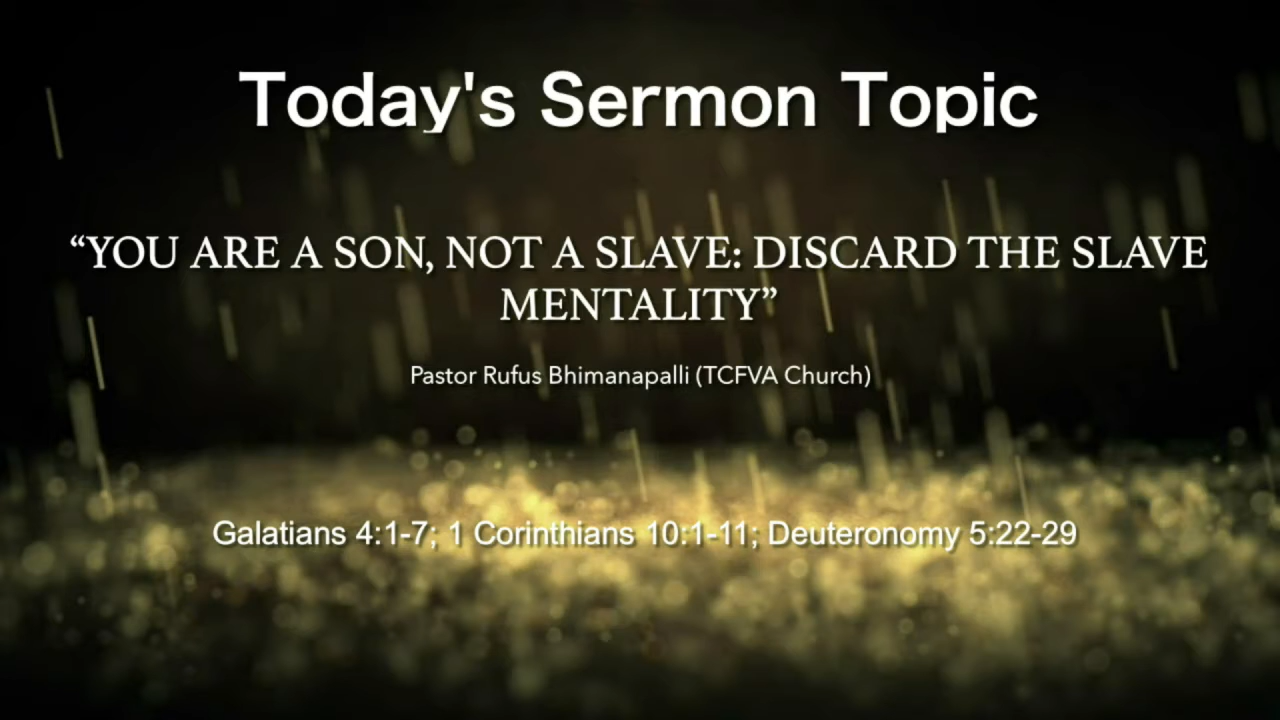 Today's Sermon Topic
“YOU ARE A SON, NOT A SLAVE: DISCARD THE SLAVE
MENTALITY”
Pastor Rufus Bhimanapalli (TCFVA Church)
Galatians 4:1-7; 1 Corinthians 10:1-11; Deuteronomy 5:22-29